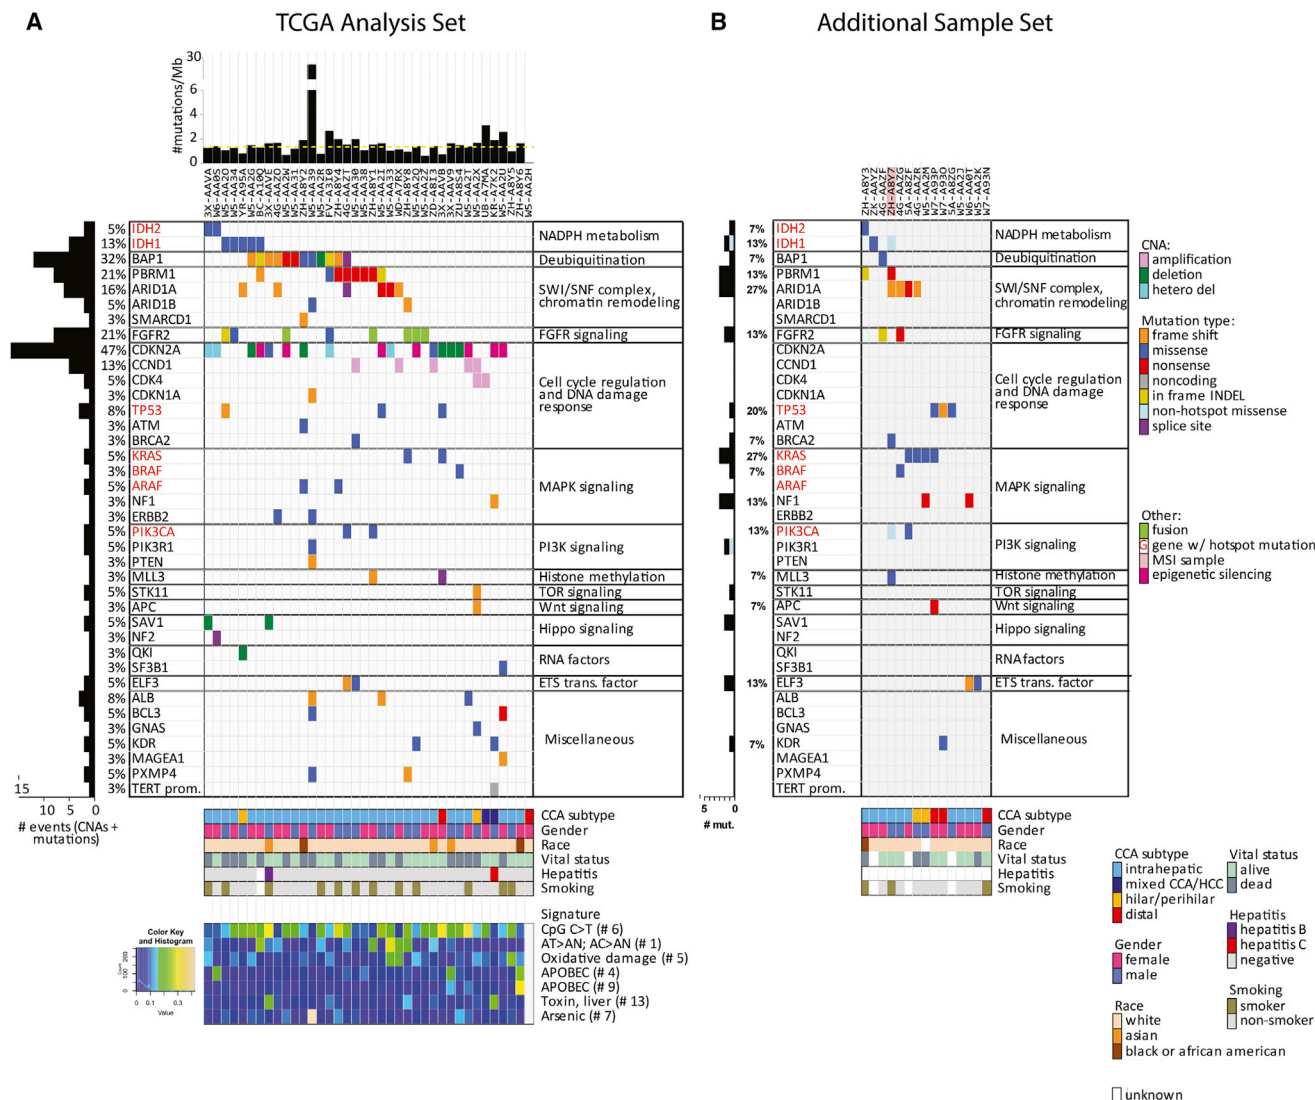 A
TCGA Analysis Set
B
Additional Sample Set
#mutations/Mb
30
6
4
2
0
5% IDH2
13% IDH1
NADPH metabolism
32% BAP1
Deubiquitination
21% PBRM1
16% ARID1A
5% ARID1B
3% SMARCD1
SWI/SNF complex,
chromatin remodeling
21% FGFR2
FGFR signaling
47% CDKN2A
13% CCND1
5% CDK4
3% CDKN1A
8% TP53
3% ATM
3% BRCA2
Cell cycle regulation
and DNA damage
response
5% KRAS
3% BRAF
5% ARAF
3% NF1
3% ERBB2
MAPK signaling
5% PIK3CA
5% PIK3R1
3% PTEN
PI3K signaling
3% MLL3
Histone methylation
5% STK11
TOR signaling
3% APC
Wnt signaling
5% SAV1
3% NF2
Hippo signaling
3% QKI
3% SF3B1
RNA factors
5% ELF3
ETS trans. factor
8% ALB
5% BCL3
3% GNAS
5% KDR
3% MAGEA1
5% PXMP4
3% TERT prom.
Miscellaneous
15
10 5 0
# events (CNAs +
mutations)
CCA subtype
Gender
Race
Vital status
Hepatitis
Smoking
Signature
CpG C>T (# 6)
AT>AN; AC>AN (# 1)
Oxidative damage (# 5)
APOBEC (# 4)
APOBEC (# 9)
Toxin, liver (# 13)
Arsenic (# 7)
Color Key
and Histogram
Count
0 100 200
0 0.1 0.3
Value
7% IDH2
13% IDH1
NADPH metabolism
7% BAP1
Deubiquitination
13% PBRM1
27% ARID1A
ARID1B
SMARCD1
SWI/SNF complex,
chromatin remodeling
13% FGFR2
FGFR signaling
CDKN2A
CCND1
CDK4
CDKN1A
20% TP53
ATM
7% BRCA2
Cell cycle regulation
and DNA damage
response
27% KRAS
7% BRAF
ARAF
13% NF1
ERBB2
MAPK signaling
13% PIK3CA
PIK3R1
PTEN
PI3K signaling
7% MLL3
Histone methylation
STK11
TOR signaling
7% APC
Wnt signaling
SAV1
NF2
Hippo signaling
QKI
SF3B1
RNA factors
13% ELF3
ETS trans. factor
ALB
BCL3
GNAS
7% KDR
MAGEA1
PXMP4
TERT prom.
Miscellaneous
5 0
# mut.
CCA subtype
Gender
Race
Vital status
Hepatitis
Smoking
CNA:
amplification
deletion
hetero del
Mutation type:
frame shift
missense
nonsense
noncoding
in frame INDEL
non-hotspot missense
splice site
Other:
fusion
G gene w/ hotspot mutation
MSI sample
epigenetic silencing
CCA subtype
intrahepatic
mixed CCA/HCC
hilar/perihilar
distal
Gender
female
male
Race
white
asian
black or african american
unknown
Vital status
alive
dead
Hepatitis
hepatitis B
hepatitis C
negative
Smoking
smoker
non-smoker